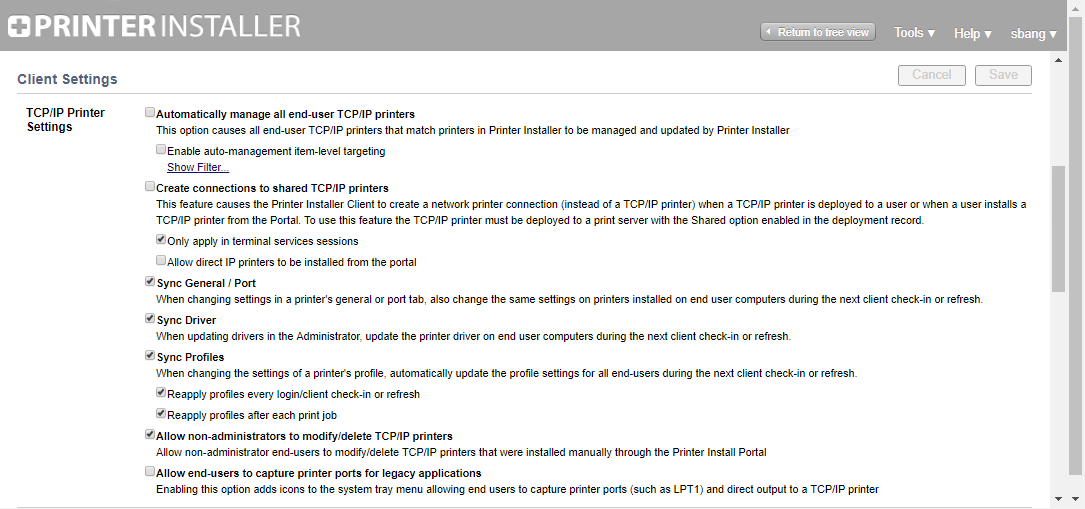 PRINTER INSTALLER
Return to tree view
Tools ▾
Help ▾
sbang ▾
Client Settings
Cancel
Save
TCP/IP Printer
Settings
Automatically manage all end-user TCP/IP printers
This option causes all end-user TCP/IP printers that match printers in Printer Installer to be managed and updated by Printer Installer
Enable auto-management item-level targeting
Show Filter...
Create connections to shared TCP/IP printers
This feature causes the Printer Installer Client to create a network printer connection (instead of a TCP/IP printer) when a TCP/IP printer is deployed to a user or when a user installs a
TCP/IP printer from the Portal. To use this feature the TCP/IP printer must be deployed to a print server with the Shared option enabled in the deployment record.
Only apply in terminal services sessions
Allow direct IP printers to be installed from the portal
Sync General / Port
When changing settings in a printer's general or port tab, also change the same settings on printers installed on end user computers during the next client check-in or refresh.
Sync Driver
When updating drivers in the Administrator, update the printer driver on end user computers during the next client check-in or refresh.
Sync Profiles
When changing the settings of a printer's profile, automatically update the profile settings for all end-users during the next client check-in or refresh.
Reapply profiles every login/client check-in or refresh
Reapply profiles after each print job
Allow non-administrators to modify/delete TCP/IP printers
Allow non-administrator end-users to modify/delete TCP/IP printers that were installed manually through the Printer Install Portal
Allow end-users to capture printer ports for legacy applications
Enabling this option adds icons to the system tray menu allowing end users to capture printer ports (such as LPT1) and direct output to a TCP/IP printer